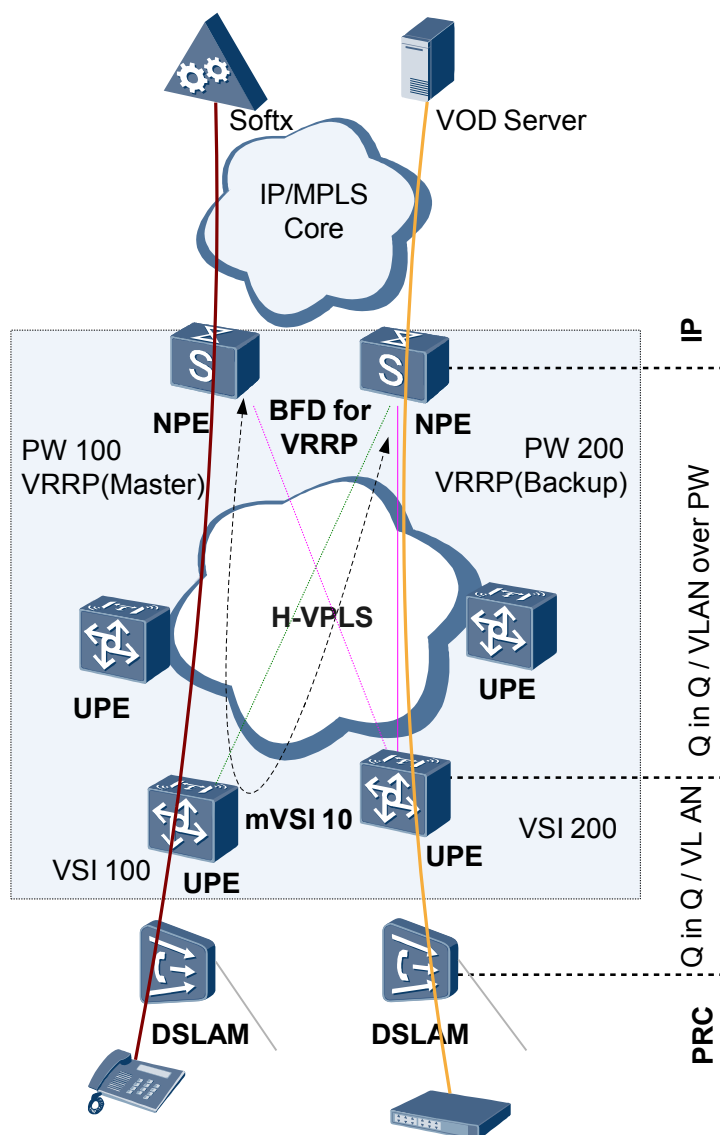 Softx
VOD Server
IP/MPLS
Core
IP
S
S
NPE
BFD for
VRRP
NPE
PW 100
VRRP(Master)
PW 200
VRRP(Backup)
Q in Q / VLAN over PW
H-VPLS
UPE
UPE
mVSI 10
VSI 200
UPE
VSI 100
UPE
Q in Q / VL AN
DSLAM
DSLAM
PRC